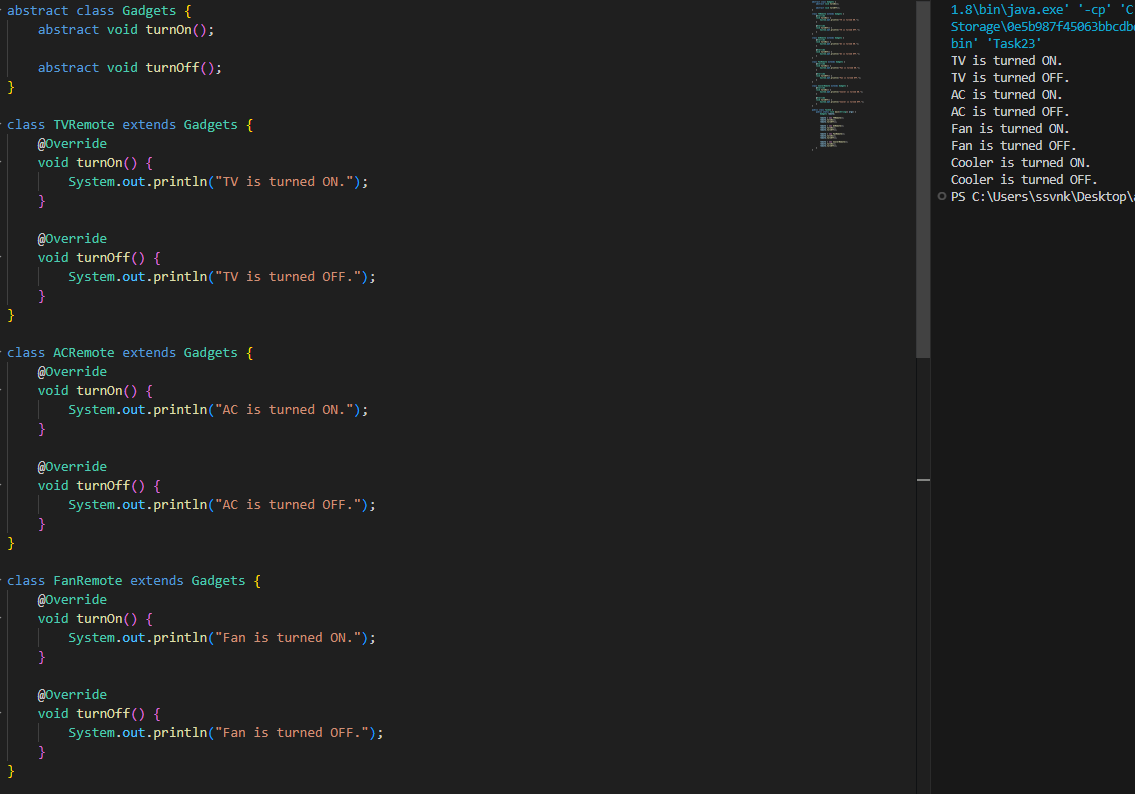 abstract class Gadgets {
    abstract void turnOn();

    abstract void turnOff();
}

class TVRemote extends Gadgets {
    @Override
    void turnOn() {
        System.out.println("TV is turned ON.");
    }

    @Override
    void turnOff() {
        System.out.println("TV is turned OFF.");
    }
}

class ACRemote extends Gadgets {
    @Override
    void turnOn() {
        System.out.println("AC is turned ON.");
    }

    @Override
    void turnOff() {
        System.out.println("AC is turned OFF.");
    }
}

class FanRemote extends Gadgets {
    @Override
    void turnOn() {
        System.out.println("Fan is turned ON.");
    }

    @Override
    void turnOff() {
        System.out.println("Fan is turned OFF.");
    }
}
1.8\bin\java.exe' '-cp' 'C
Storage\0e5b987f45063bbcdb
bin' 'Task23'
TV is turned ON.
TV is turned OFF.
AC is turned ON.
AC is turned OFF.
Fan is turned ON.
Fan is turned OFF.
Cooler is turned ON.
Cooler is turned OFF.
PS C:\Users\ssvnk\Desktop\